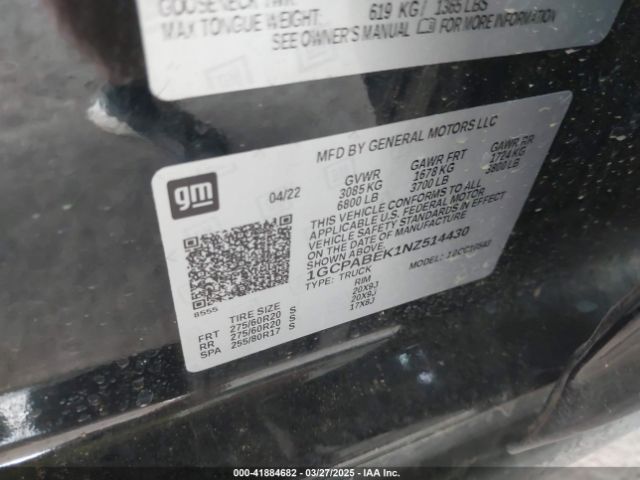 MAX TONGUE WEIGHT: 619 KG/ 1365 LBS
SEE OWNER'S MANUAL FOR MORE INFORMATION
MFD BY GENERAL MOTORS LLC
gm
04/22
GVWR GAWR FRT GAWR RR
3085 KG 1678 KG 1724 KG
6800 LB 3700 LB 3800 LB
THIS VEHICLE CONFORMS TO ALL
APPLICABLE U.S. FEDERAL MOTOR
VEHICLE SAFETY STANDARDS IN EFFECT
ON THE DATE OF MANUFACTURE
1GCPABEK1NZ514430
TYPE: TRUCK MODEL:
8555
TIRE SIZE RIM
FRT 275/60R20 S 20X9J
RR 275/60R20 S 20X9J
SPA 255/80R17 S 17X8J
000-41884682 — 03/27/2025 — IAA Inc.